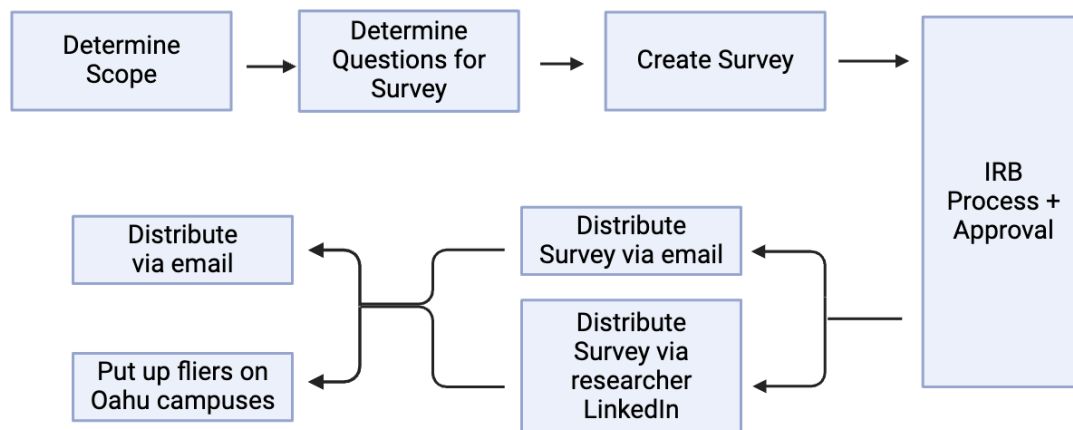 Determine
Scope
Determine
Questions for
Survey
Create Survey
IRB
Process +
Approval
Distribute
Survey via email
Distribute
Survey via
researcher
LinkedIn
Distribute
via email
Put up fliers on
Oahu campuses